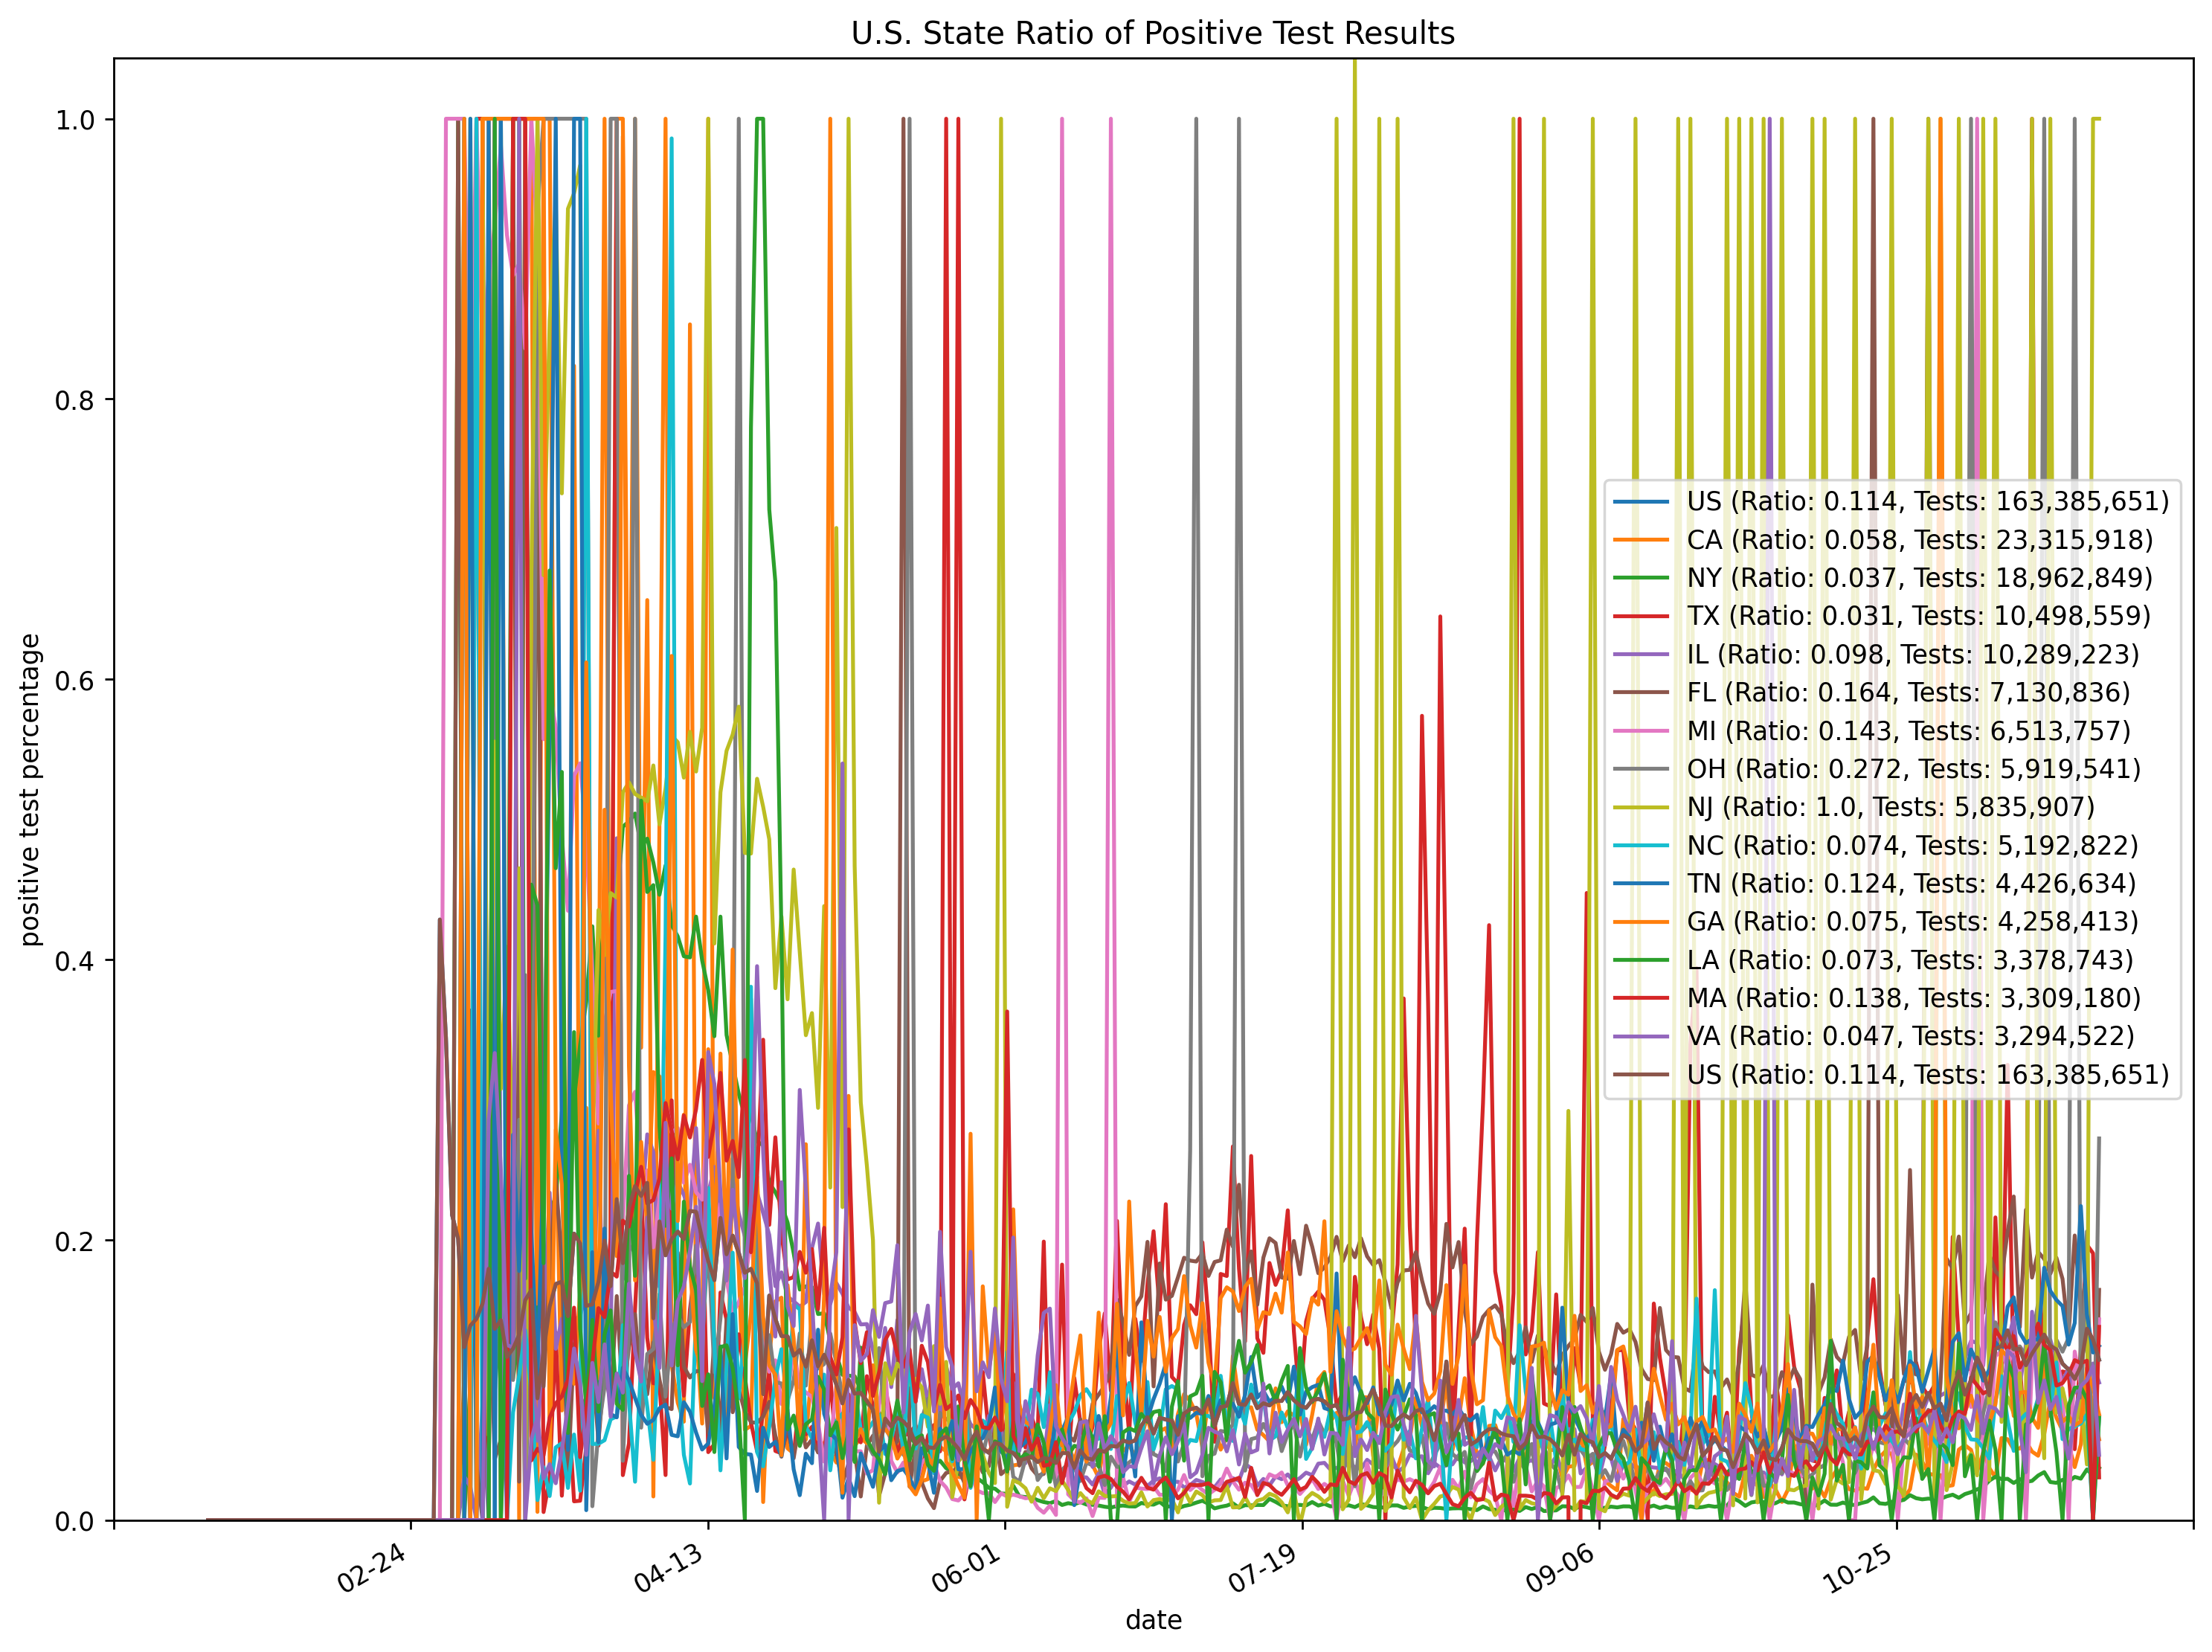 U.S. State Ratio of Positive Test Results
1.0
0.8
0.6
0.4
0.2
0.0
positive test percentage
US (Ratio: 0.114, Tests: 163,385,651)
CA (Ratio: 0.058, Tests: 23,315,918)
NY (Ratio: 0.037, Tests: 18,962,849)
TX (Ratio: 0.031, Tests: 10,498,559)
IL (Ratio: 0.098, Tests: 10,289,223)
FL (Ratio: 0.164, Tests: 7,130,836)
MI (Ratio: 0.143, Tests: 6,513,757)
OH (Ratio: 0.272, Tests: 5,919,541)
NJ (Ratio: 1.0, Tests: 5,835,907)
NC (Ratio: 0.074, Tests: 5,192,822)
TN (Ratio: 0.124, Tests: 4,426,634)
GA (Ratio: 0.075, Tests: 4,258,413)
LA (Ratio: 0.073, Tests: 3,378,743)
MA (Ratio: 0.138, Tests: 3,309,180)
VA (Ratio: 0.047, Tests: 3,294,522)
US (Ratio: 0.114, Tests: 163,385,651)
02-24
04-13
06-01
07-19
09-06
10-25
date